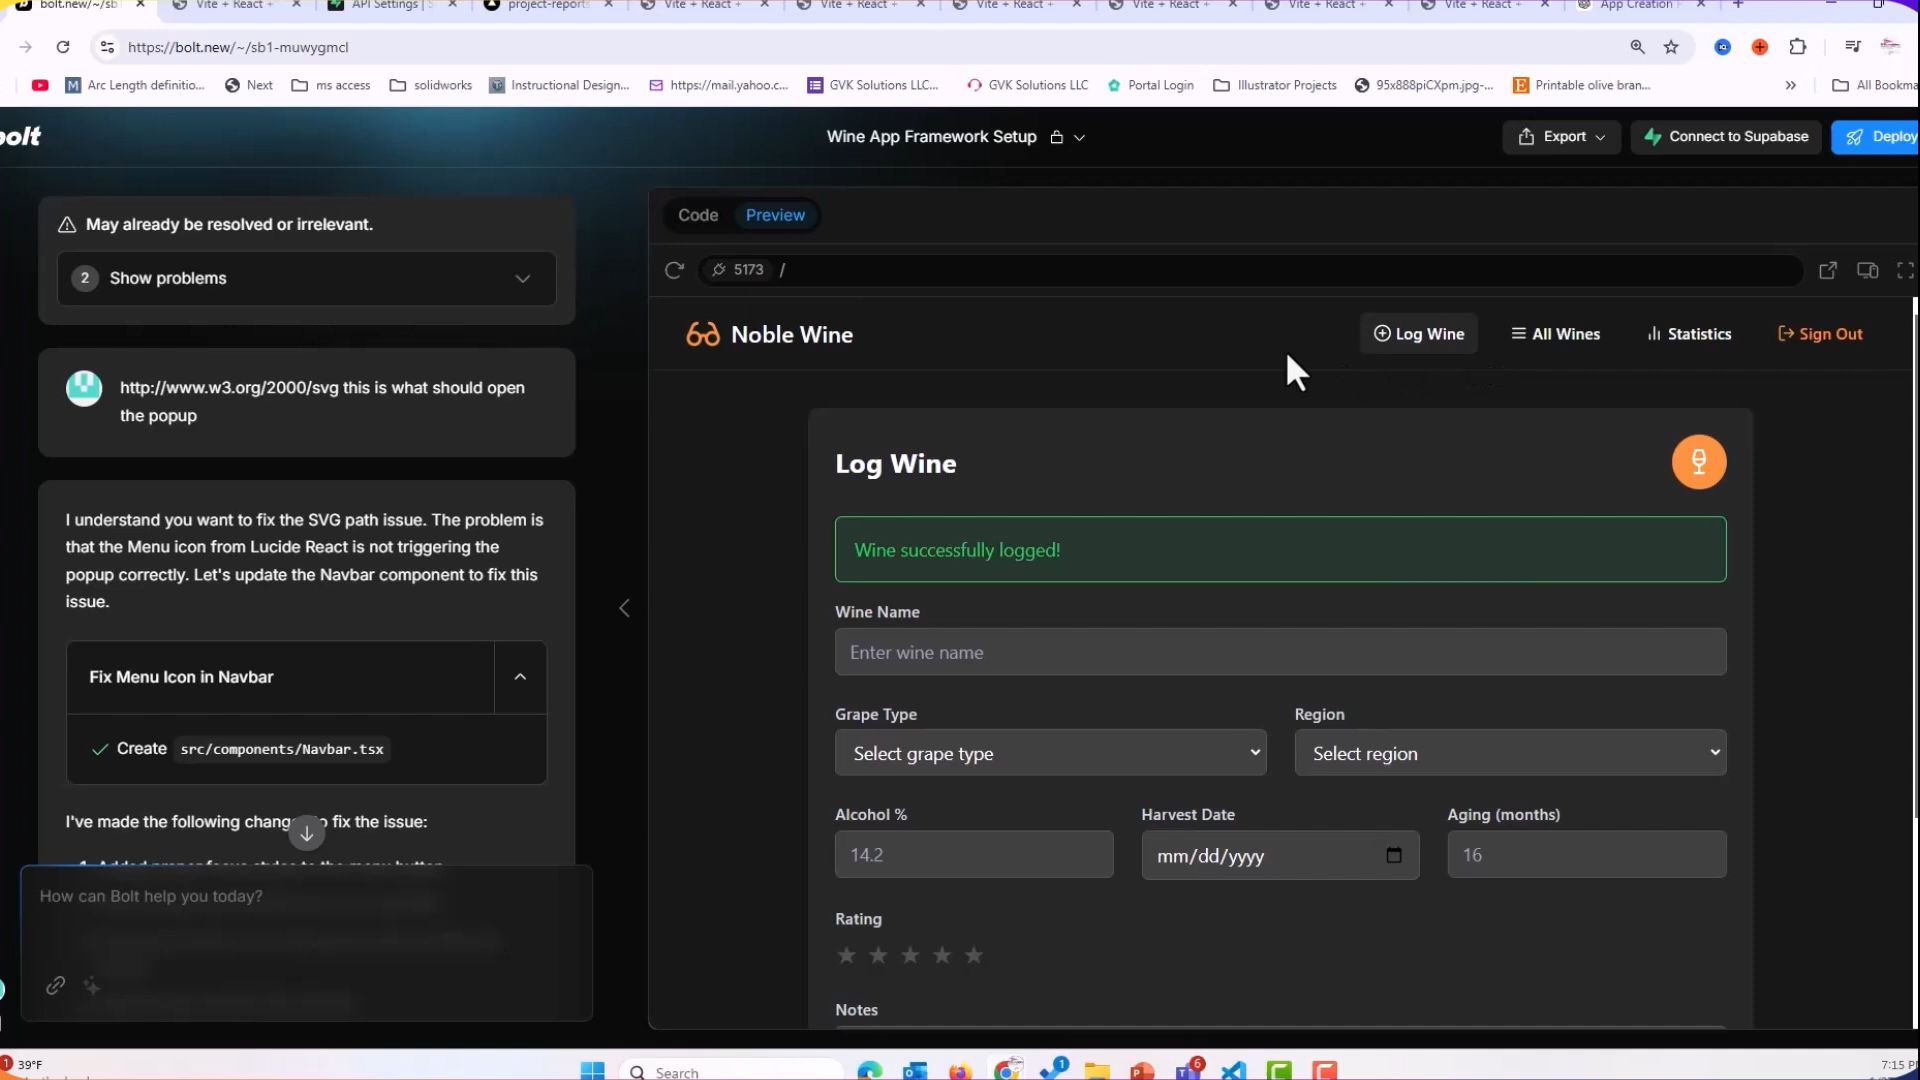 bolt.new/~/sb1
Vite + React +
API Settings | S
project-reports
Vite + React +
Vite + React +
Vite + React +
Vite + React +
Vite + React +
Vite + React +
App Creation P
https://bolt.new/~/sb1-muwygmcl
Arc Length definitio...
Next
ms access
solidworks
Instructional Design...
https://mail.yahoo.c...
GVK Solutions LLC...
GVK Solutions LLC
Portal Login
Illustrator Projects
95x888piCXpm.jpg-...
Printable olive bran...
All Bookma
bolt
Wine App Framework Setup
Export
Connect to Supabase
Deploy
May already be resolved or irrelevant.
2 Show problems
http://www.w3.org/2000/svg this is what should open
the popup
I understand you want to fix the SVG path issue. The problem is
that the Menu icon from Lucide React is not triggering the
popup correctly. Let's update the Navbar component to fix this
issue.
Fix Menu Icon in Navbar
Create src/components/Navbar.tsx
I've made the following chang o fix the issue:
How can Bolt help you today?
Code Preview
5173 /
Noble Wine
Log Wine
All Wines
Statistics
Sign Out
Log Wine
Wine successfully logged!
Wine Name
Enter wine name
Grape Type
Region
Select grape type
Select region
Alcohol %
Harvest Date
Aging (months)
14.2
mm/dd/yyyy
16
Rating
Notes
1
39°F
Search
1
6
7:15 P